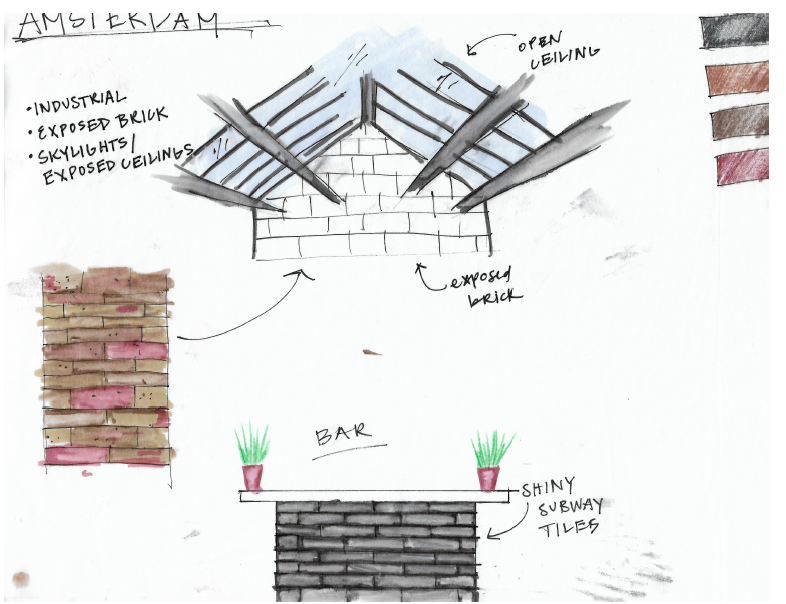 AMSTERDAM
• INDUSTRIAL
• EXPOSED BRICK
• SKYLIGHTS/
EXPOSED CEILINGS
OPEN
CEILING
exposed
brick
BAR
SHINY
SUBWAY
TILES